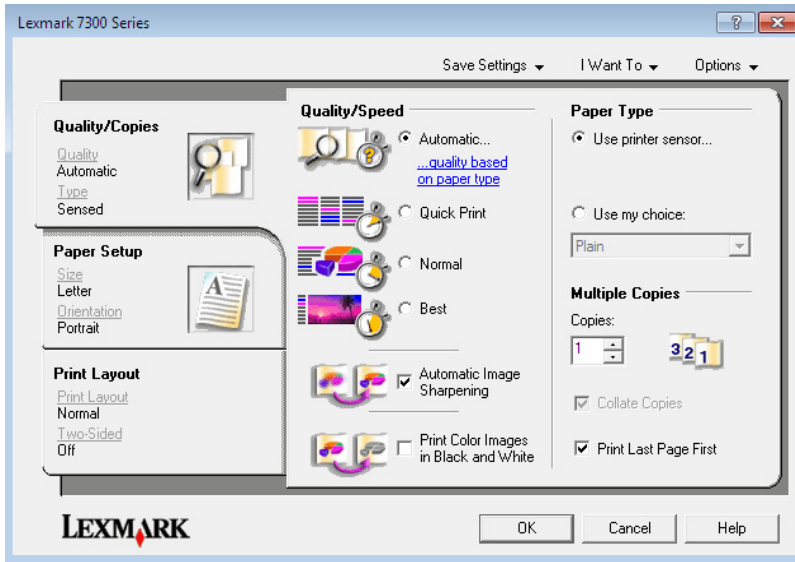 Lexmark 7300 Series
Save Settings
I Want To
Options
Quality/Copies
Quality
Automatic
Type
Sensed
Paper Setup
Size
Letter
Orientation
Portrait
Print Layout
Print Layout
Normal
Two-Sided
Off
Quality/Speed
Automatic...
...quality based
on paper type
Quick Print
Normal
Best
Automatic Image
Sharpening
Print Color Images
in Black and White
Paper Type
Use printer sensor...
Use my choice:
Plain
Multiple Copies
Copies:
1
3 2 1
Collate Copies
Print Last Page First
LEXMARK
OK
Cancel
Help